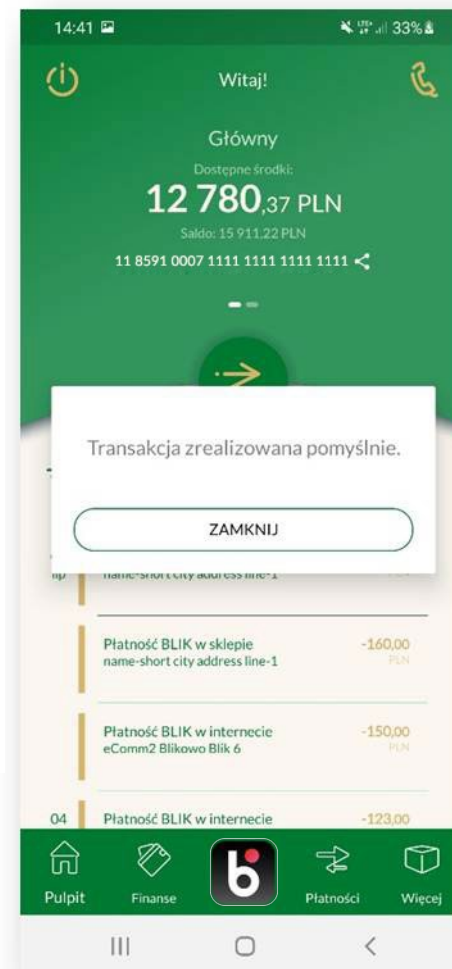 14:41 33%
Witaj!
Główny
Dostępne środki:
12 780,37 PLN
Saldo: 15 911,22 PLN
11 8591 0007 1111 1111 1111 1111
Transakcja zrealizowana pomyślnie.
ZAMKNIJ
lip name-short city address line-1
Płatność BLIK w sklepie -160,00
name-short city address line-1 PLN
Płatność BLIK w internecie -150,00
eComm2 Blikowo Blik 6 PLN
04 Płatność BLIK w internecie -123,00
b
Pulpit Finanse Płatności Więcej